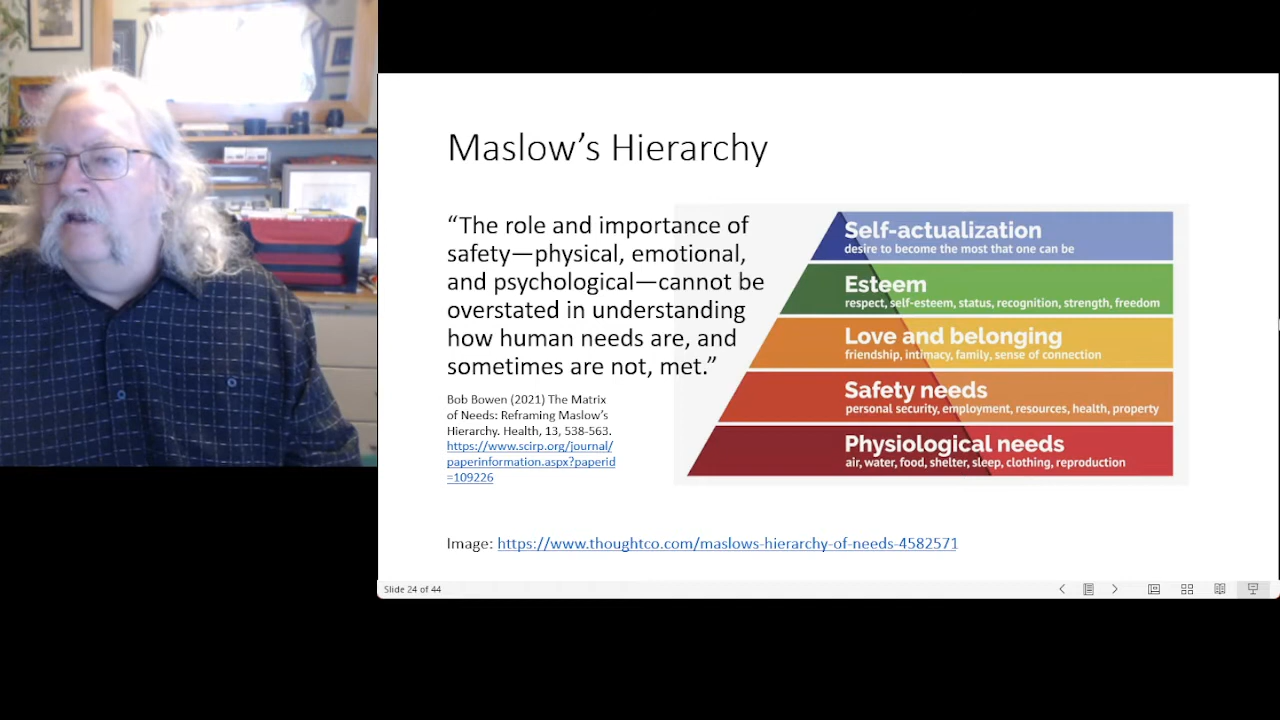 Maslow’s Hierarchy
“The role and importance of
safety—physical, emotional,
and psychological—cannot be
overstated in understanding
how human needs are, and
sometimes are not, met.”
Bob Bowen (2021) The Matrix
of Needs: Reframing Maslow’s
Hierarchy. Health, 13, 538-563.
https://www.scirp.org/journal/
paperinformation.aspx?paperid
=109226
Self-actualization
desire to become the most that one can be
Esteem
respect, self-esteem, status, recognition, strength, freedom
Love and belonging
friendship, intimacy, family, sense of connection
Safety needs
personal security, employment, resources, health, property
Physiological needs
air, water, food, shelter, sleep, clothing, reproduction
Image: https://www.thoughtco.com/maslows-hierarchy-of-needs-4582571
Slide 24 of 44